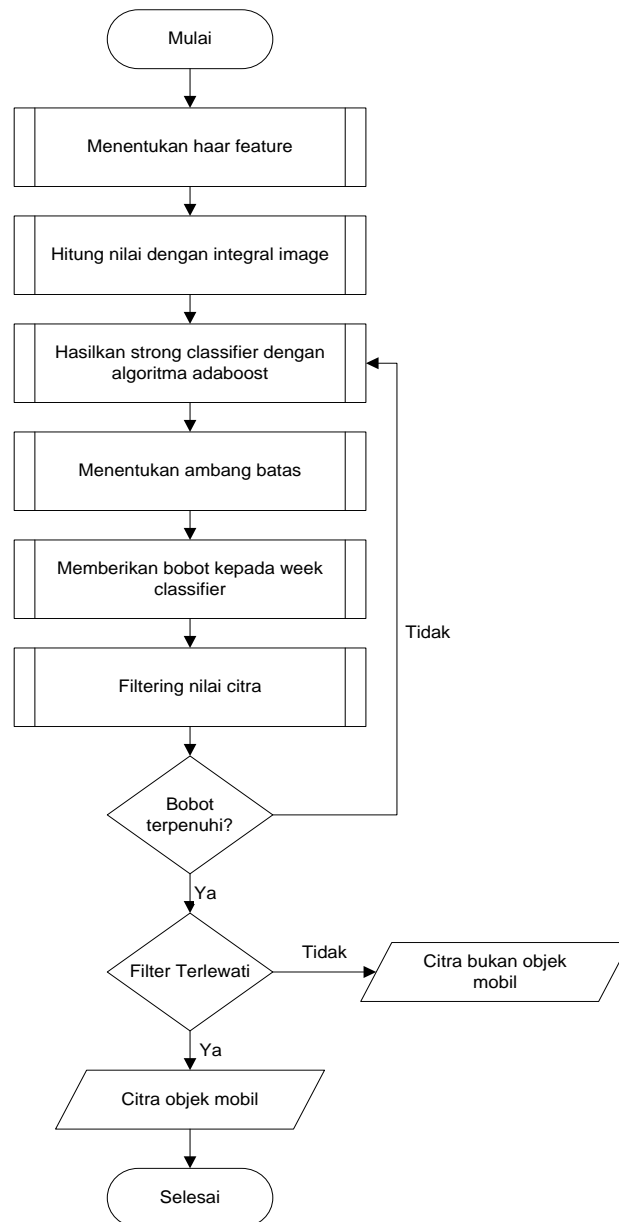 Mulai
Menentukan haar feature
Hitung nilai dengan integral image
Hasilkan strong classifier dengan
algoritma adaboost
Menentukan ambang batas
Memberikan bobot kepada week
classifier
Tidak
Filtering nilai citra
Bobot
terpenuhi?
Ya
Filter Terlewati
Tidak
Citra bukan objek
mobil
Ya
Citra objek mobil
Selesai